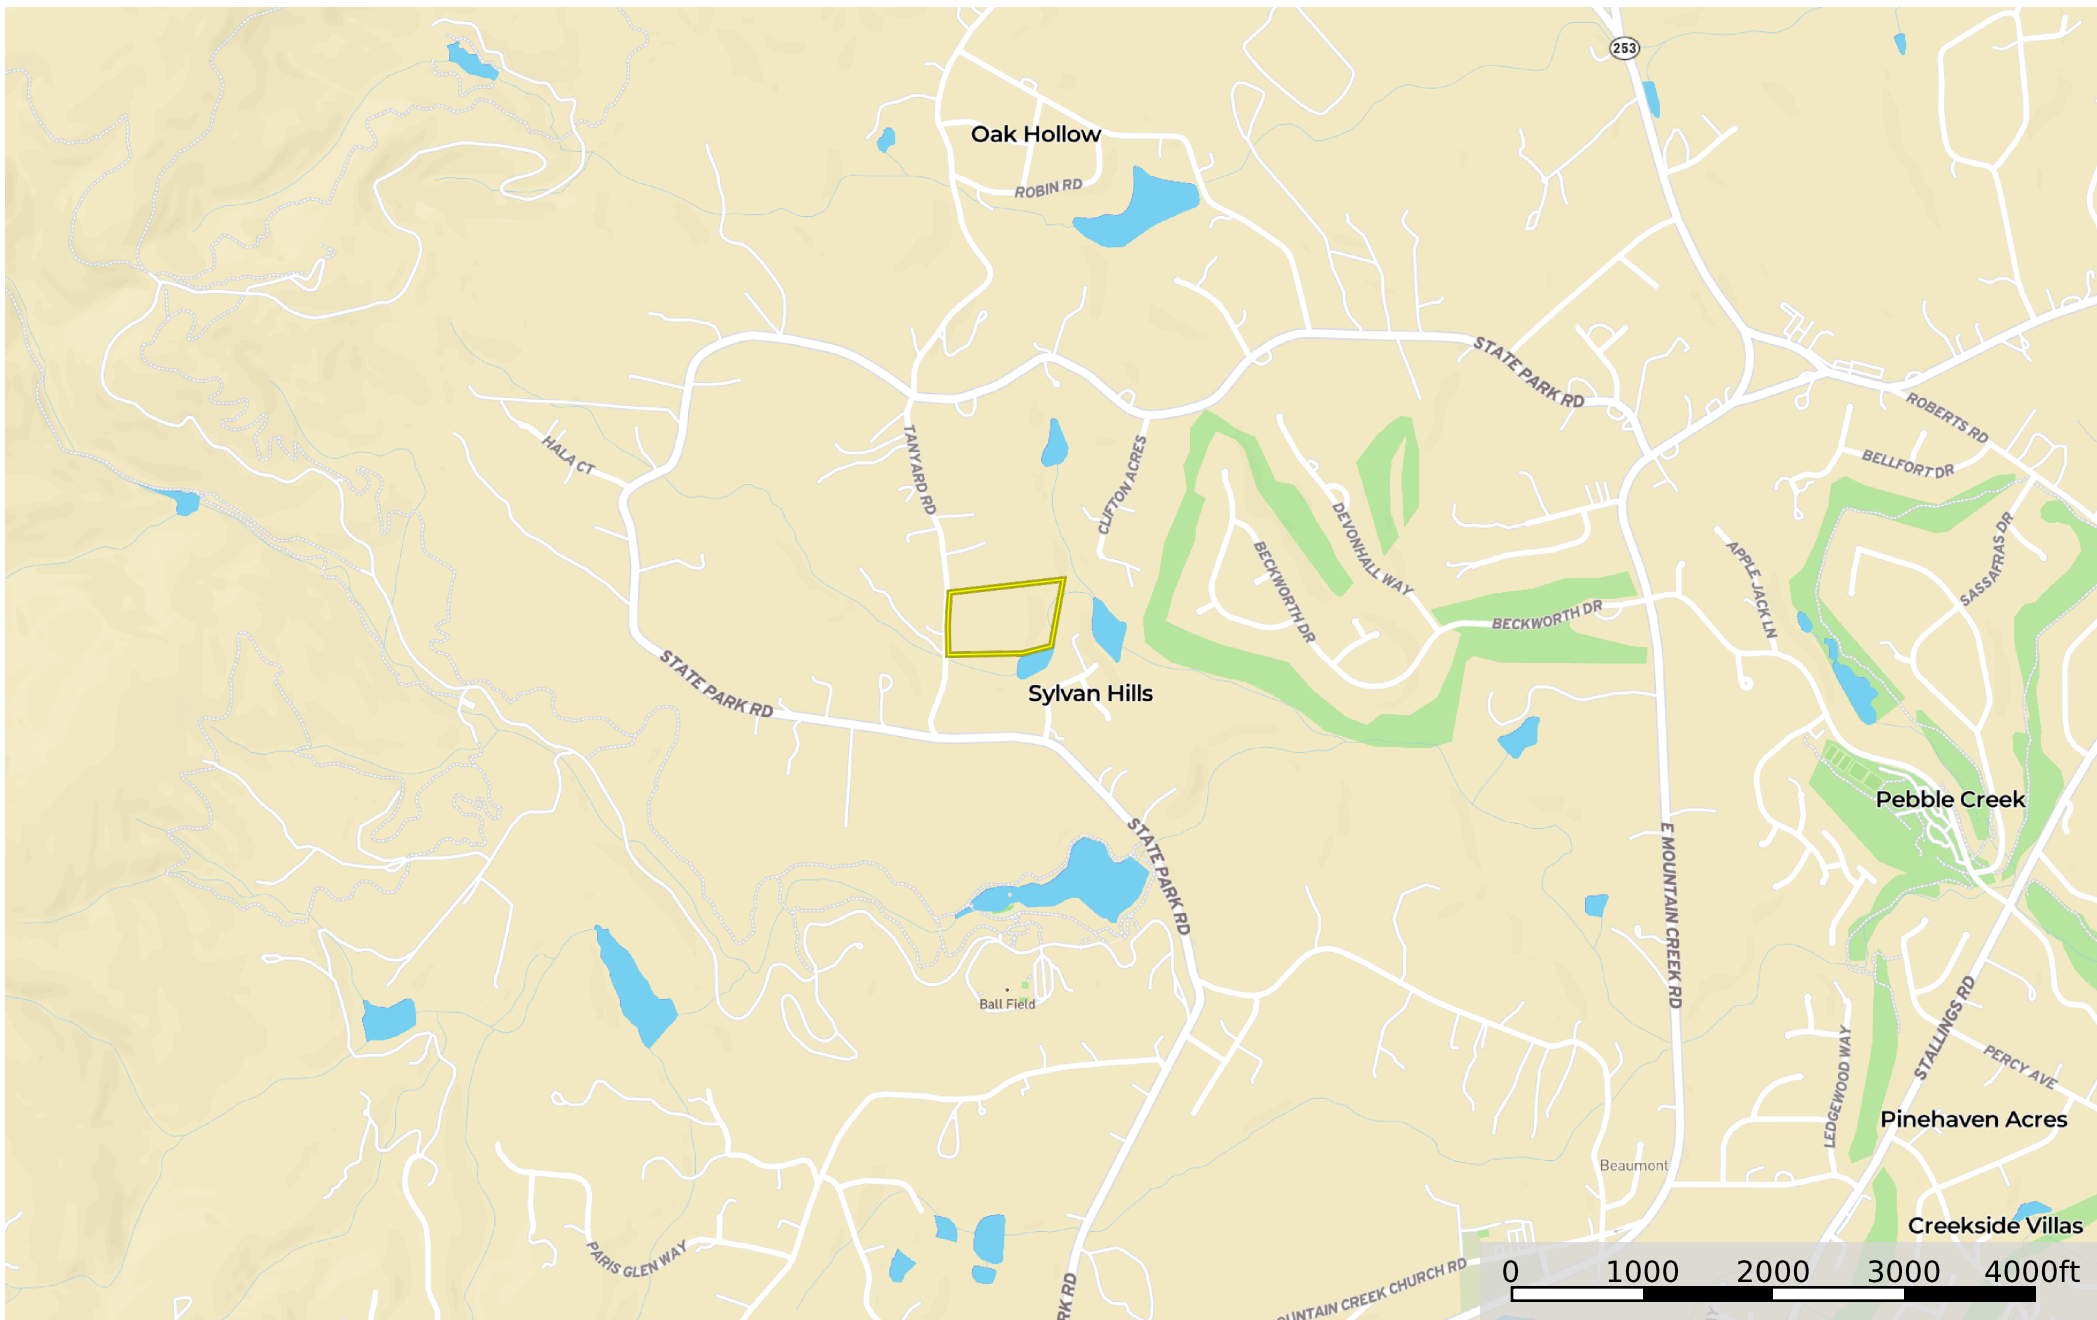 253
Oak Hollow
ROBIN RD
STATE PARK RD
ROBERTS RD
HALA CT
TANYARD RD
CLIFTON ACRES
BELLFORT DR
DEVONHALL WAY
BECKWORTH DR
APPLE JACK LN
SASSAFRAS DR
BECKWORTH DR
STATE PARK RD
Sylvan Hills
Pebble Creek
STATE PARK RD
E MOUNTAIN CREEK RD
Ball Field
STALLINGS RD
LEDGEWOOD WAY
PERCY AVE
Pinehaven Acres
Beaumont
Creekside Villas
PARIS GLEN WAY
RK RD
OUNTAIN CREEK CHURCH RD
0 1000 2000 3000 4000ft